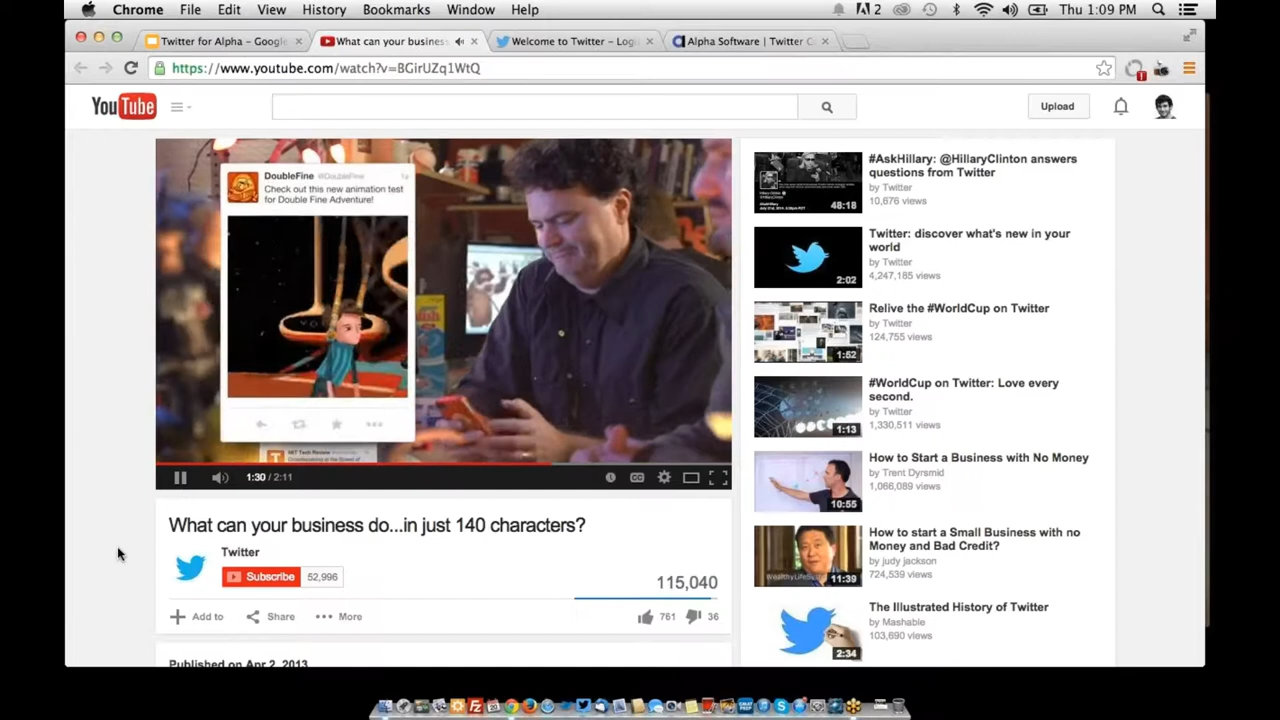 Chrome File Edit View History Bookmarks Window Help 2 Thu 1:09 PM
Twitter for Alpha - Google
What can your business
Welcome to Twitter - Logi
Alpha Software | Twitter C
https://www.youtube.com/watch?v=BGirUZq1WtQ
YouTube
Upload
DoubleFine #DoubleFine
Check out this new animation test
for Double Fine Adventure!
MIT Tech Review
1:30 / 2:11
What can your business do...in just 140 characters?
Twitter
Subscribe 52,996
115,040
Add to Share More 761 36
Published on Apr 2, 2013
#AskHillary: @HillaryClinton answers
questions from Twitter
by Twitter
10,676 views
48:18
Twitter: discover what's new in your
world
by Twitter
4,247,185 views
2:02
Relive the #WorldCup on Twitter
by Twitter
124,755 views
1:52
#WorldCup on Twitter: Love every
second.
by Twitter
1,330,511 views
1:13
How to Start a Business with No Money
by Trent Dyrsmid
1,066,089 views
10:55
How to start a Small Business with no
Money and Bad Credit?
by judy jackson
724,539 views
11:39
The Illustrated History of Twitter
by Mashable
103,690 views
2:34